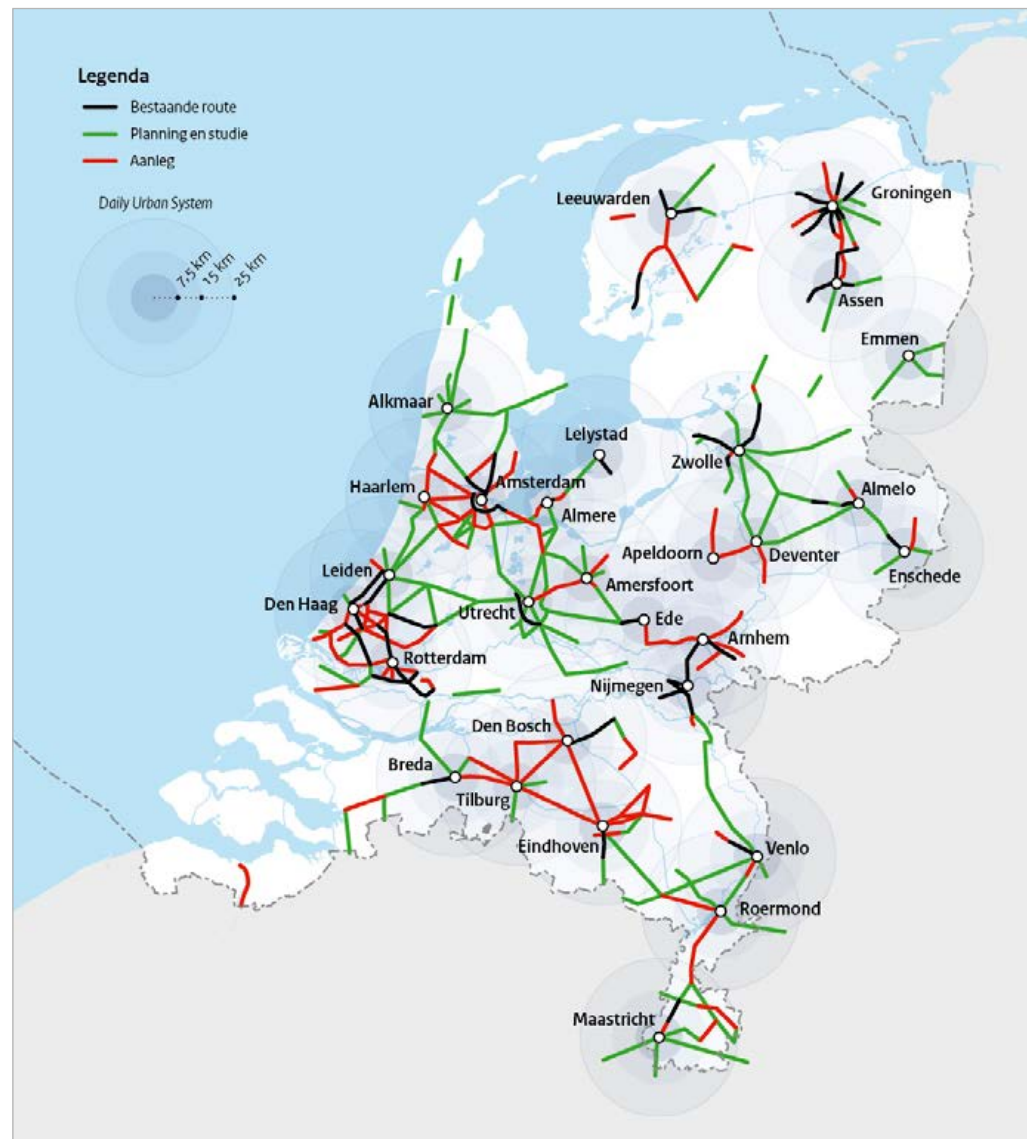 Legenda
Bestaande route
Planning en studie
Aanleg
Daily Urban System
7,5 km
15 km
25 km
Leeuwarden
Groningen
Assen
Emmen
Alkmaar
Lelystad
Zwolle
Haarlem
Amsterdam
Almelo
Almere
Apeldoorn
Deventer
Enschede
Leiden
Amersfoort
Den Haag
Utrecht
Ede
Arnhem
Rotterdam
Nijmegen
Den Bosch
Breda
Tilburg
Eindhoven
Venlo
Roermond
Maastricht